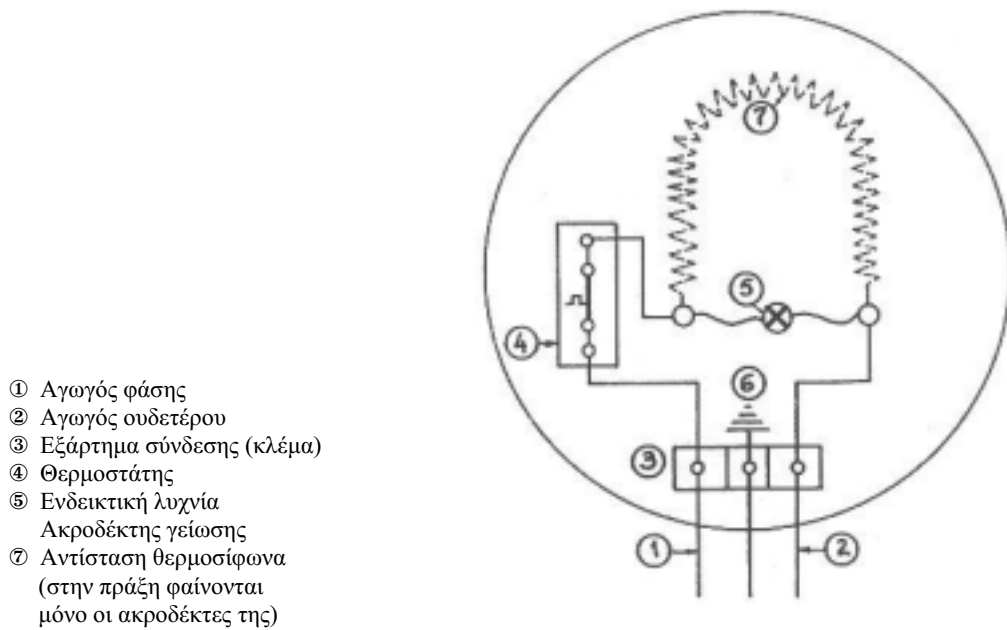 ① Αγωγός φάσης
② Αγωγός ουδετέρου
③ Εξάρτημα σύνδεσης (κλέμα)
④ Θερμοστάτης
⑤ Ενδεικτική λυχνία
Ακροδέκτης γείωσης
⑦ Αντίσταση θερμοσίφωνα
(στην πράξη φαίνονται
μόνο οι ακροδέκτες της)
7
5
4
6
3
1
2